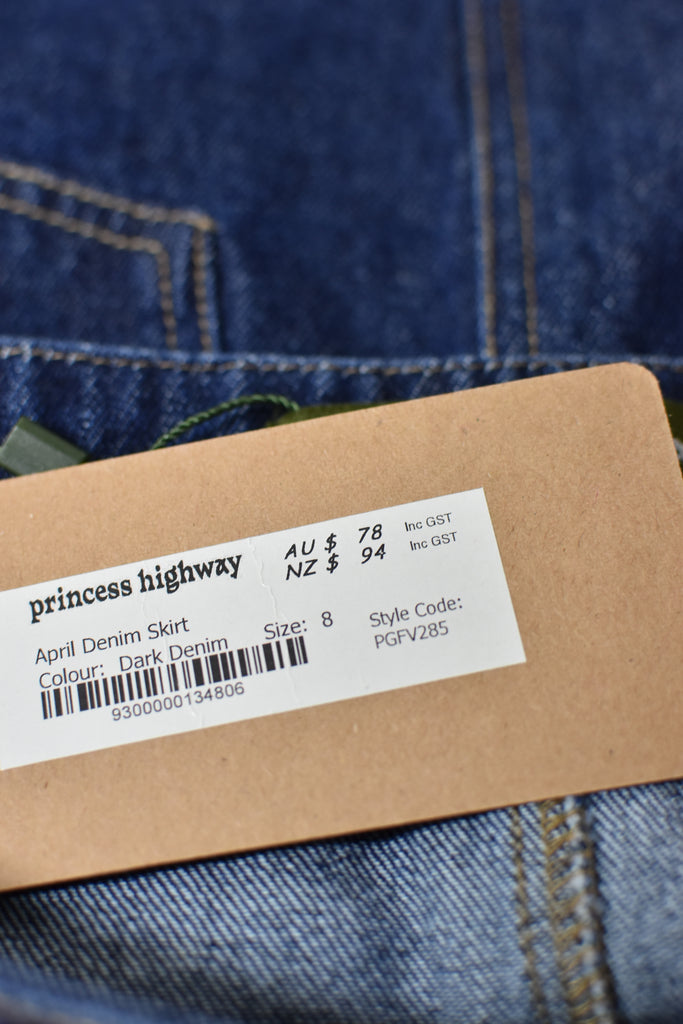 princess highway
AU $ 78 Inc GST
NZ $ 94 Inc GST
April Denim Skirt
Colour: Dark Denim
Size: 8
Style Code:
PGFV285
9300000134806